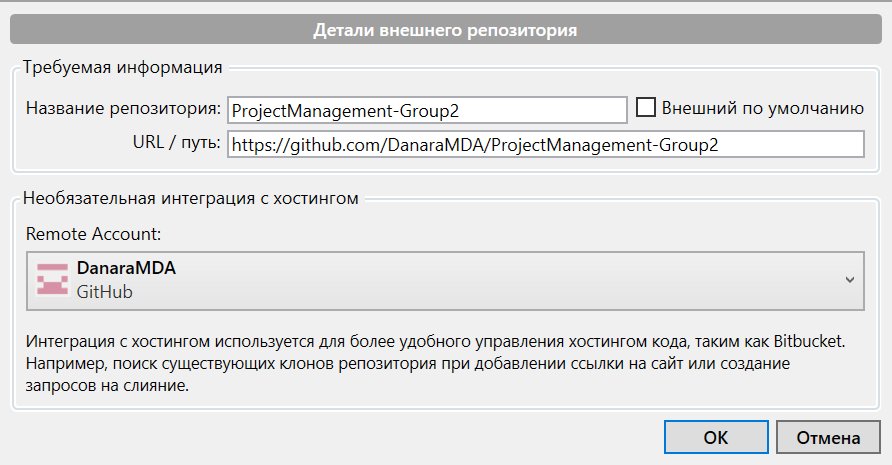 Детали внешнего репозитория
Требуемая информация
Название репозитория: ProjectManagement-Group2 Внешний по умолчанию
URL / путь: https://github.com/DanaraMDA/ProjectManagement-Group2
Необязательная интеграция с хостингом
Remote Account:
DanaraMDA
GitHub
Интеграция с хостингом используется для более удобного управления хостингом кода, таким как Bitbucket.
Например, поиск существующих клонов репозитория при добавлении ссылки на сайт или создание
запросов на слияние.
ОК Отмена